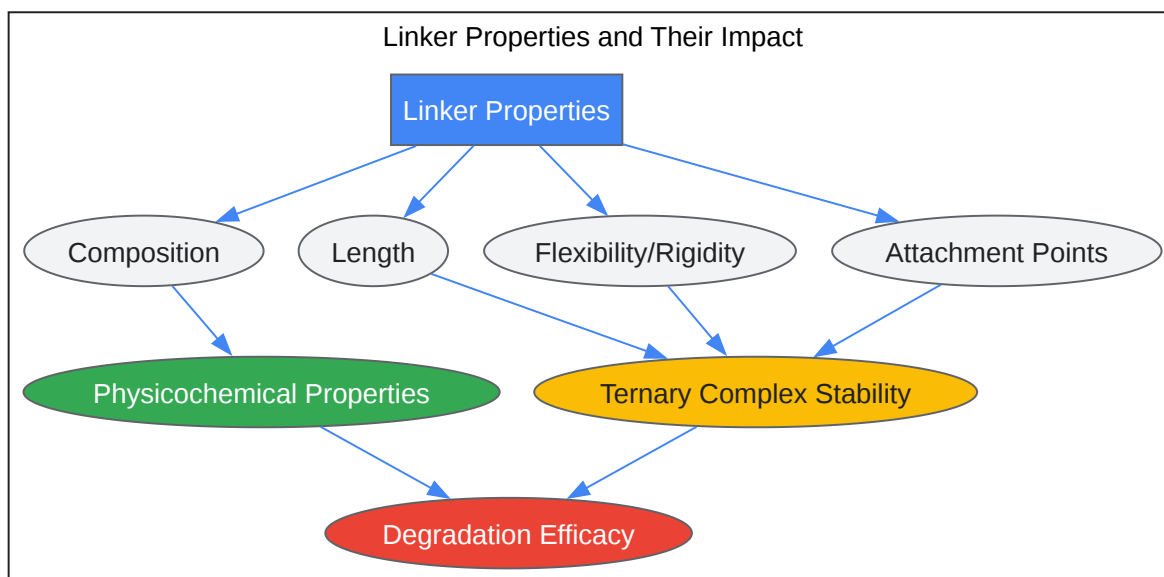 Linker Properties and Their Impact
Linker Properties
Composition
Length
Flexibility/Rigidity
Attachment Points
Physicochemical Properties
Ternary Complex Stability
Degradation Efficacy